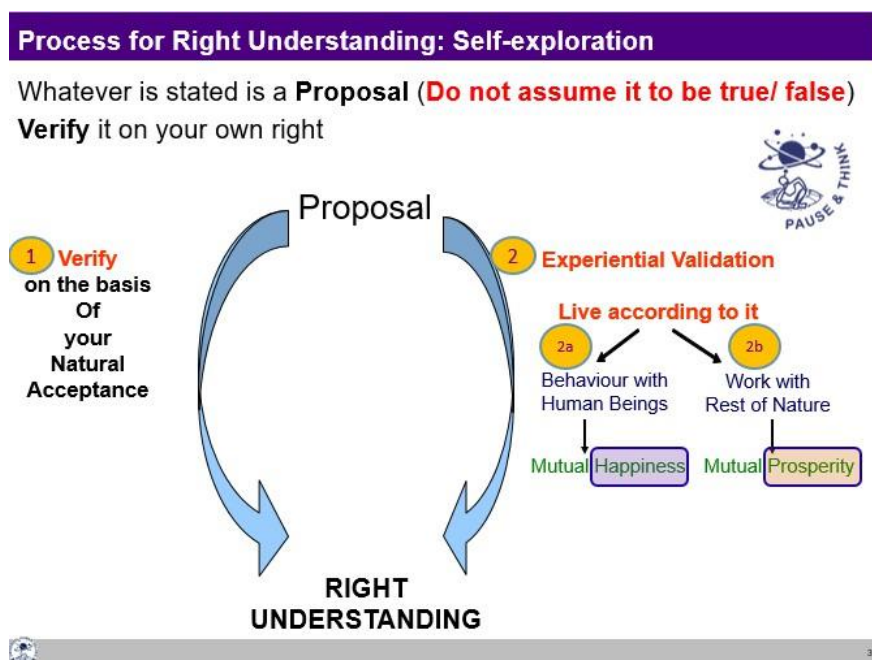 Process for Right Understanding: Self-exploration
Whatever is stated is a Proposal (Do not assume it to be true/ false)
Verify it on your own right
PAUSE & THINK
Proposal
1 Verify
on the basis
Of
your
Natural
Acceptance
2 Experiential Validation
Live according to it
2a 2b
Behaviour with
Human Beings
Work with
Rest of Nature
Mutual Happiness
Mutual Prosperity
RIGHT
UNDERSTANDING
3